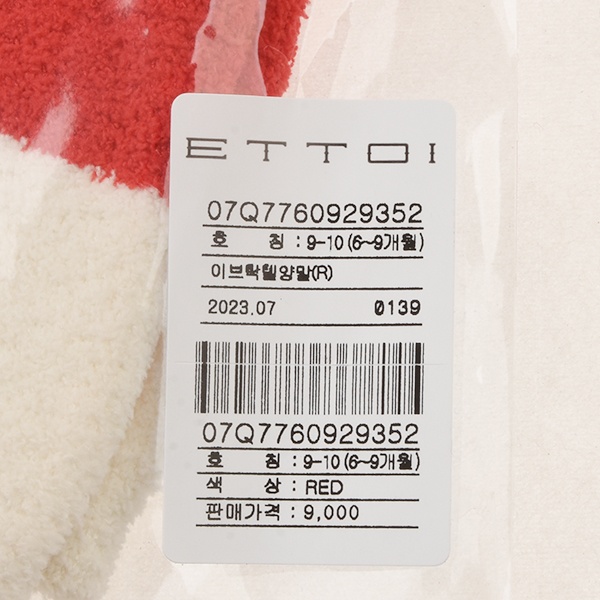 ETTOI
07Q7760929352
호 칭 : 9-10 (6~9개월)
이브탁텔양말(R)
2023.07 0139
07Q7760929352
호 칭 : 9-10 (6~9개월)
색 상 : RED
판매가격 : 9,000